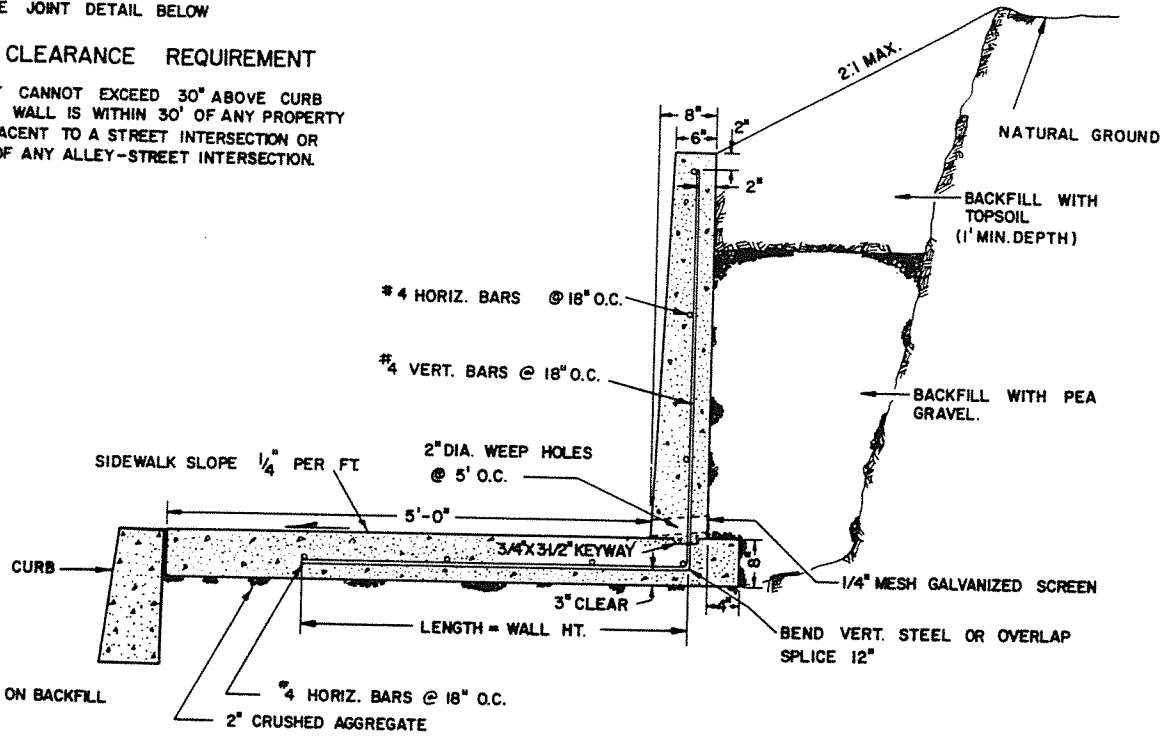 E JOINT DETAIL BELOW
CLEARANCE REQUIREMENT
CANNOT EXCEED 30" ABOVE CURB
WALL IS WITHIN 30' OF ANY PROPERTY
ACENT TO A STREET INTERSECTION OR
OF ANY ALLEY-STREET INTERSECTION.
2:1 MAX.
NATURAL GROUND
8"
6"
2"
2"
BACKFILL WITH
TOPSOIL
(1' MIN. DEPTH)
#4 HORIZ. BARS @ 18" O.C.
#4 VERT. BARS @ 18" O.C.
BACKFILL WITH PEA
GRAVEL.
2" DIA. WEEP HOLES
@ 5' O.C.
SIDEWALK SLOPE 1/4" PER FT.
5'-0"
3/4"X3-1/2" KEYWAY
8"
CURB
1/4" MESH GALVANIZED SCREEN
3" CLEAR
4"
LENGTH = WALL HT.
BEND VERT. STEEL OR OVERLAP
SPLICE 12"
ON BACKFILL
#4 HORIZ. BARS @ 18" O.C.
2" CRUSHED AGGREGATE